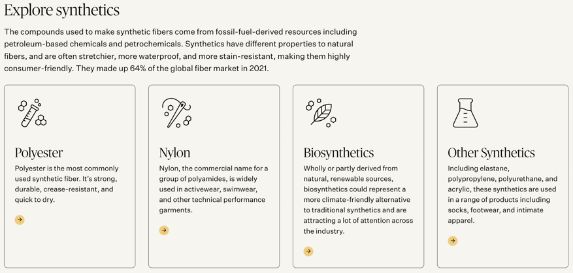 Explore synthetics
The compounds used to make synthetic fibers come from fossil-fuel-derived resources including
petroleum-based chemicals and petrochemicals. Synthetics have different properties to natural
fibers, and are often stretchier, more waterproof, and more stain-resistant, making them highly
consumer-friendly. They made up 64% of the global fiber market in 2021.
Polyester
Polyester is the most commonly
used synthetic fiber. It's strong,
durable, crease-resistant, and
quick to dry.
Nylon
Nylon, the commercial name for a
group of polyamides, is widely
used in activewear, swimwear,
and other technical performance
garments.
Biosynthetics
Wholly or partly derived from
natural, renewable sources,
biosynthetics could represent a
more climate-friendly alternative
to traditional synthetics and are
attracting a lot of attention across
the industry.
Other Synthetics
Including elastane,
polypropylene, polyurethane, and
acrylic, these synthetics are used
in a range of products including
socks, footwear, and intimate
apparel.